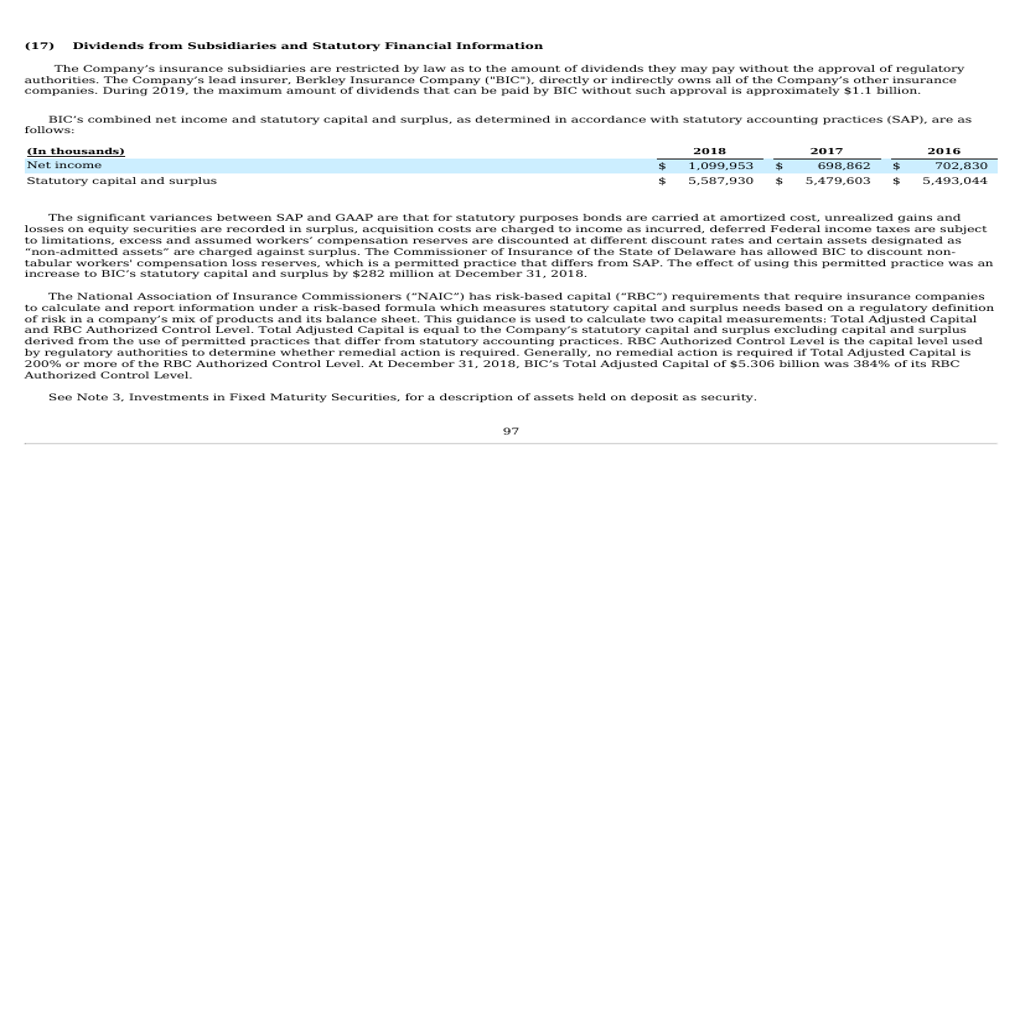 (17) Dividends from Subsidiaries and Statutory Financial Information
The Company’s insurance subsidiaries are restricted by law as to the amount of dividends they may pay without the approval of regulatory
authorities. The Company’s lead insurer, Berkley Insurance Company ("BIC"), directly or indirectly owns all of the Company’s other insurance
companies. During 2019, the maximum amount of dividends that can be paid by BIC without such approval is approximately $1.1 billion.
BIC’s combined net income and statutory capital and surplus, as determined in accordance with statutory accounting practices (SAP), are as
follows:
(In thousands) 2018 2017 2016
Net income $ 1,099,953 $ 698,862 $ 702,830
Statutory capital and surplus $ 5,587,930 $ 5,479,603 $ 5,493,044
The significant variances between SAP and GAAP are that for statutory purposes bonds are carried at amortized cost, unrealized gains and
losses on equity securities are recorded in surplus, acquisition costs are charged to income as incurred, deferred Federal income taxes are subject
to limitations, excess and assumed workers’ compensation reserves are discounted at different discount rates and certain assets designated as
“non-admitted assets” are charged against surplus. The Commissioner of Insurance of the State of Delaware has allowed BIC to discount non-
tabular workers' compensation loss reserves, which is a permitted practice that differs from SAP. The effect of using this permitted practice was an
increase to BIC’s statutory capital and surplus by $282 million at December 31, 2018.
The National Association of Insurance Commissioners (“NAIC”) has risk-based capital (“RBC”) requirements that require insurance companies
to calculate and report information under a risk-based formula which measures statutory capital and surplus needs based on a regulatory definition
of risk in a company’s mix of products and its balance sheet. This guidance is used to calculate two capital measurements: Total Adjusted Capital
and RBC Authorized Control Level. Total Adjusted Capital is equal to the Company’s statutory capital and surplus excluding capital and surplus
derived from the use of permitted practices that differ from statutory accounting practices. RBC Authorized Control Level is the capital level used
by regulatory authorities to determine whether remedial action is required. Generally, no remedial action is required if Total Adjusted Capital is
200% or more of the RBC Authorized Control Level. At December 31, 2018, BIC’s Total Adjusted Capital of $5.306 billion was 384% of its RBC
Authorized Control Level.
See Note 3, Investments in Fixed Maturity Securities, for a description of assets held on deposit as security.
97